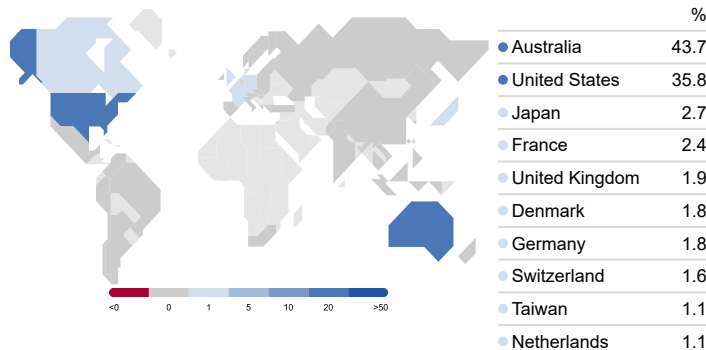 %
Australia 43.7
United States 35.8
Japan 2.7
France 2.4
United Kingdom 1.9
Denmark 1.8
Germany 1.8
Switzerland 1.6
Taiwan 1.1
Netherlands 1.1
<0 0 1 5 10 20 >50